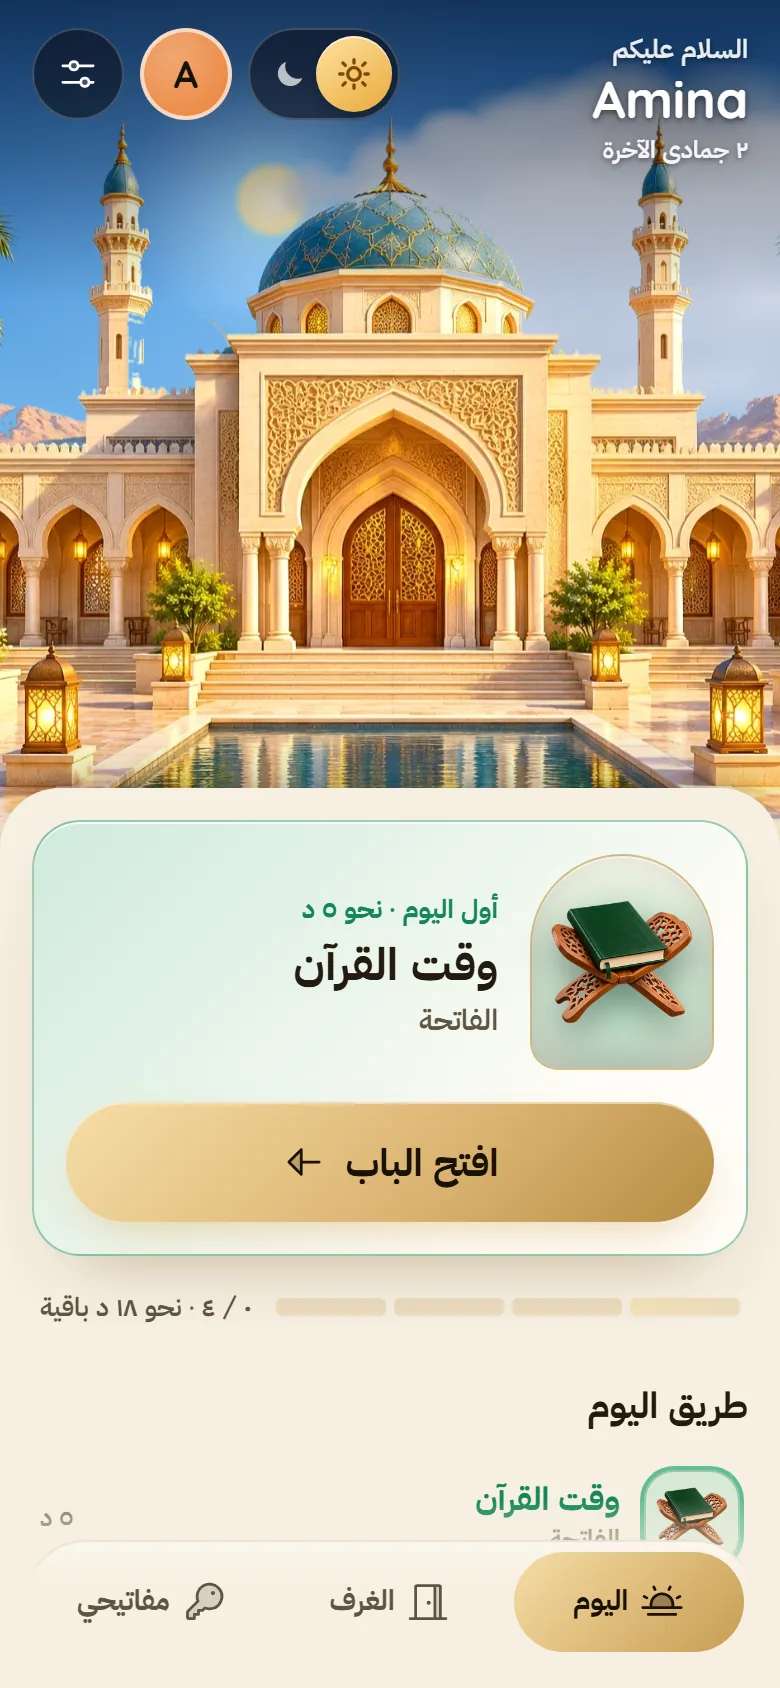 السلام عليكم
Amina
٢ جمادى الآخرة
A
أول اليوم · نحو ٥ د
وقت القرآن
الفاتحة
افتح الباب
٠ / ٤ · نحو ١٨ د باقية
طريق اليوم
وقت القرآن
٥ د
الفاتحة
اليوم
الغرف
مفاتيحي